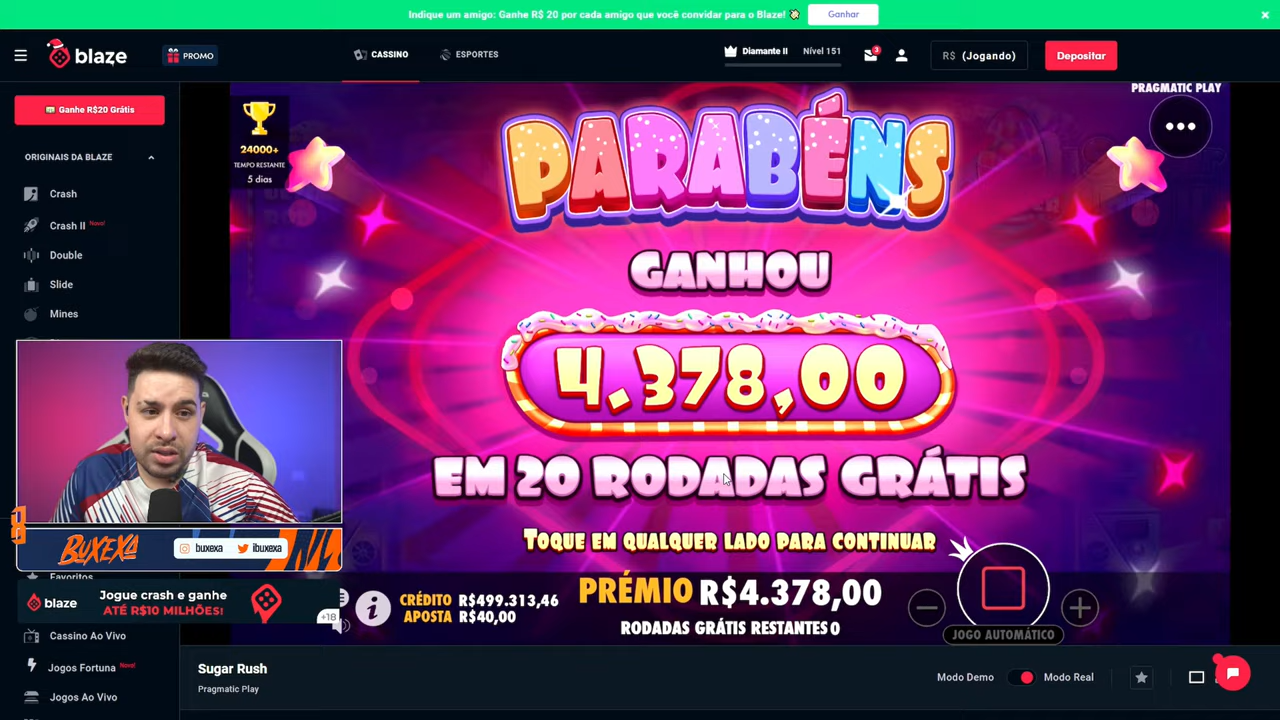 Indique um amigo: Ganhe R$ 20 por cada amigo que você convidar para o Blaze!
Ganhar
blaze
PROMO
CASSINO
ESPORTES
Diamante II
Nível 151
3
R$ (Jogando)
Depositar
Ganhe R$20 Grátis
ORIGINAIS DA BLAZE
Crash
Crash II Novo!
Double
Slide
Mines
24000+
TEMPO RESTANTE
5 dias
PRAGMATIC PLAY
PARABÉNS
GANHOU
4.378,00
EM 20 RODADAS GRÁTIS
TOQUE EM QUALQUER LADO PARA CONTINUAR
CRÉDITO R$499.313,46
APOSTA R$40,00
PRÉMIO R$4.378,00
RODADAS GRÁTIS RESTANTES 0
JOGO AUTOMÁTICO
BUXEXA
buxexa
ibuxexa
Favoritos
blaze
Jogue crash e ganhe
ATÉ R$10 MILHÕES!
+18
Cassino Ao Vivo
Jogos Fortuna Novo!
Jogos Ao Vivo
Sugar Rush
Pragmatic Play
Modo Demo
Modo Real